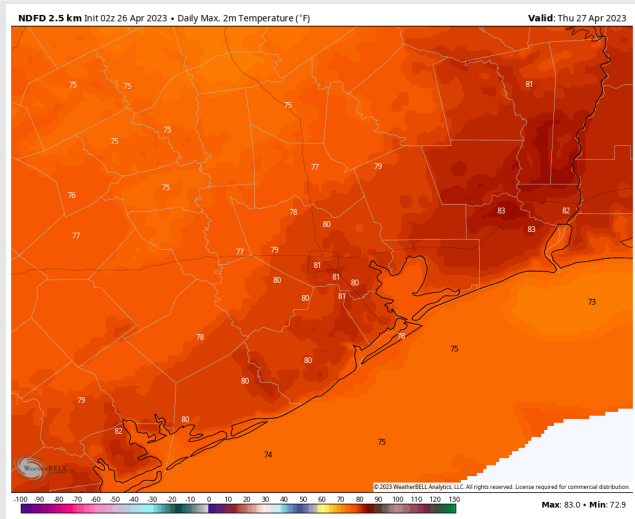 NDFD 2.5 km Init 02z 26 Apr 2023 • Daily Max. 2m Temperature (°F) Valid: Thu 27 Apr 2023
75 75 81
75
75
75
77 79
75
76
78 83 82
80
77 83
77 79
81
81
80 80
80 81 73
78 78
75
80
80
79
80
82
75
74
WeatherBELL
© 2023 WeatherBELL Analytics, LLC. All rights reserved. License required for commercial distribution.
-100 -90 -80 -70 -60 -50 -40 -30 -20 -10 0 10 20 30 40 50 60 70 80 90 100 110 120 130
Max: 83.0 • Min: 72.9